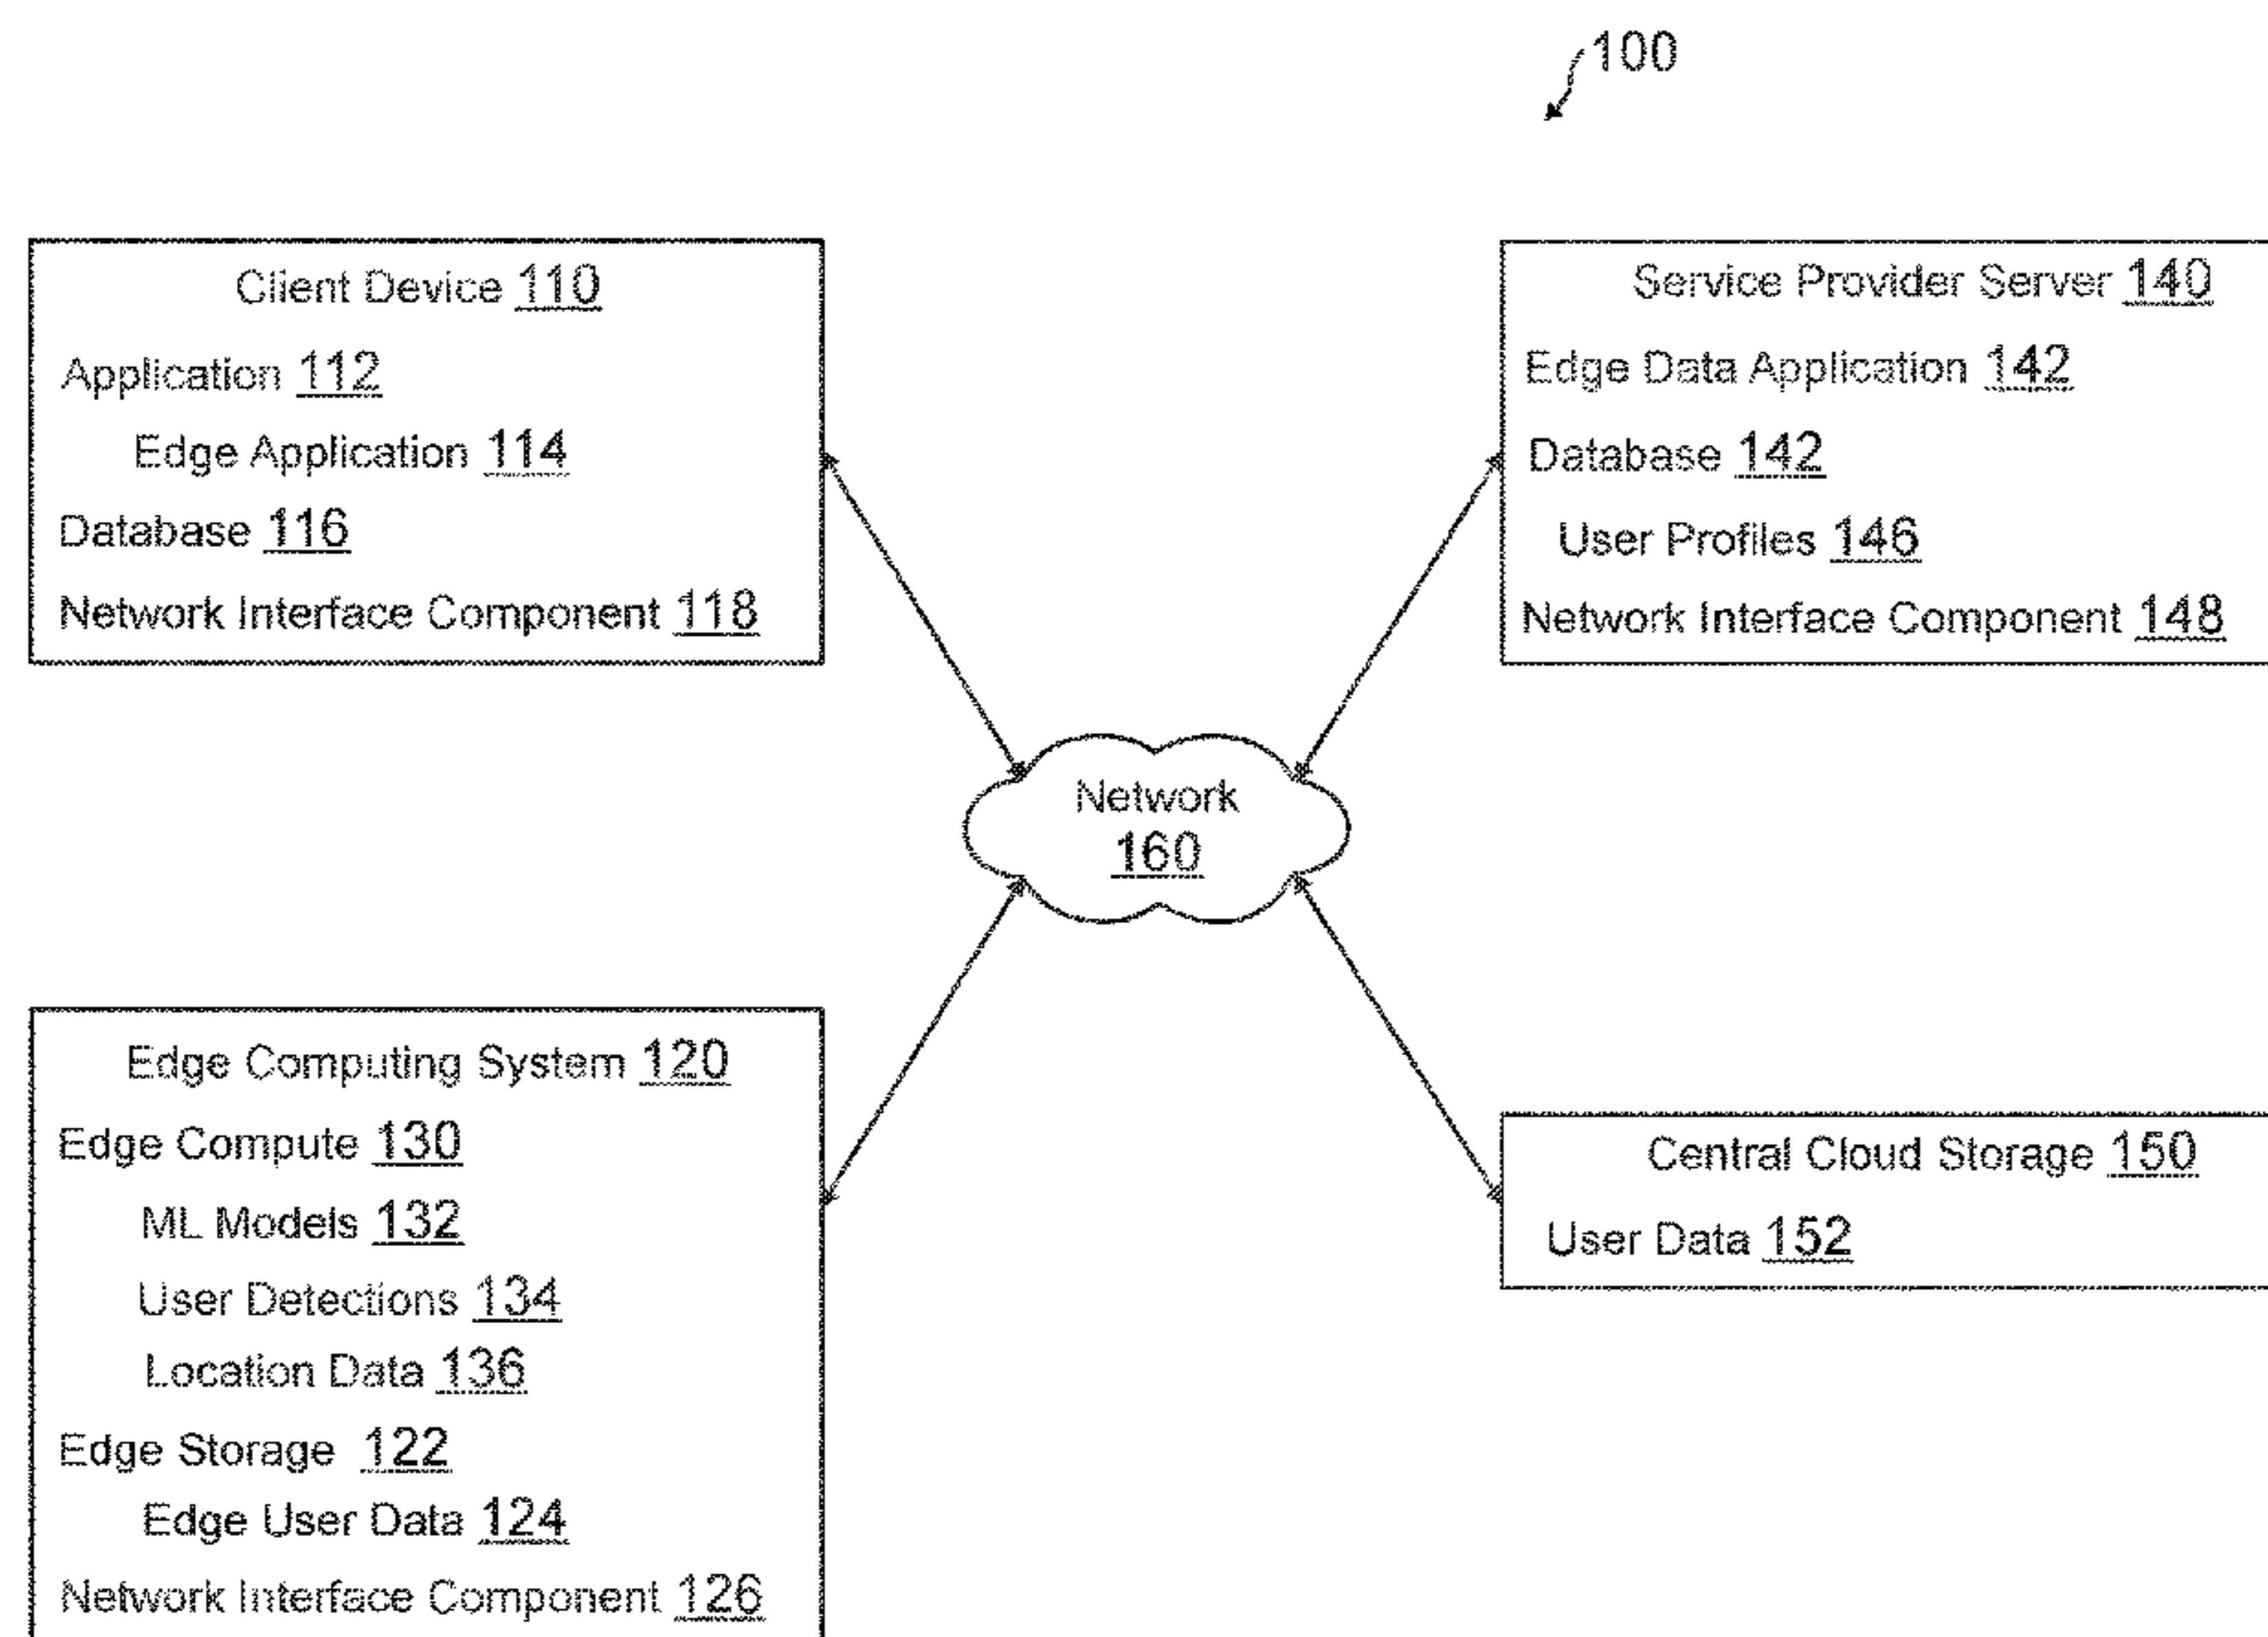 100
Client Device 110
Application 112
Edge Application 114
Database 116
Network Interface Component 118
Service Provider Server 140
Edge Data Application 142
Database 142
User Profiles 146
Network Interface Component 148
Network
160
Edge Computing System 120
Edge Compute 130
ML Models 132
User Detections 134
Location Data 136
Edge Storage 122
Edge User Data 124
Network Interface Component 126
Central Cloud Storage 150
User Data 152